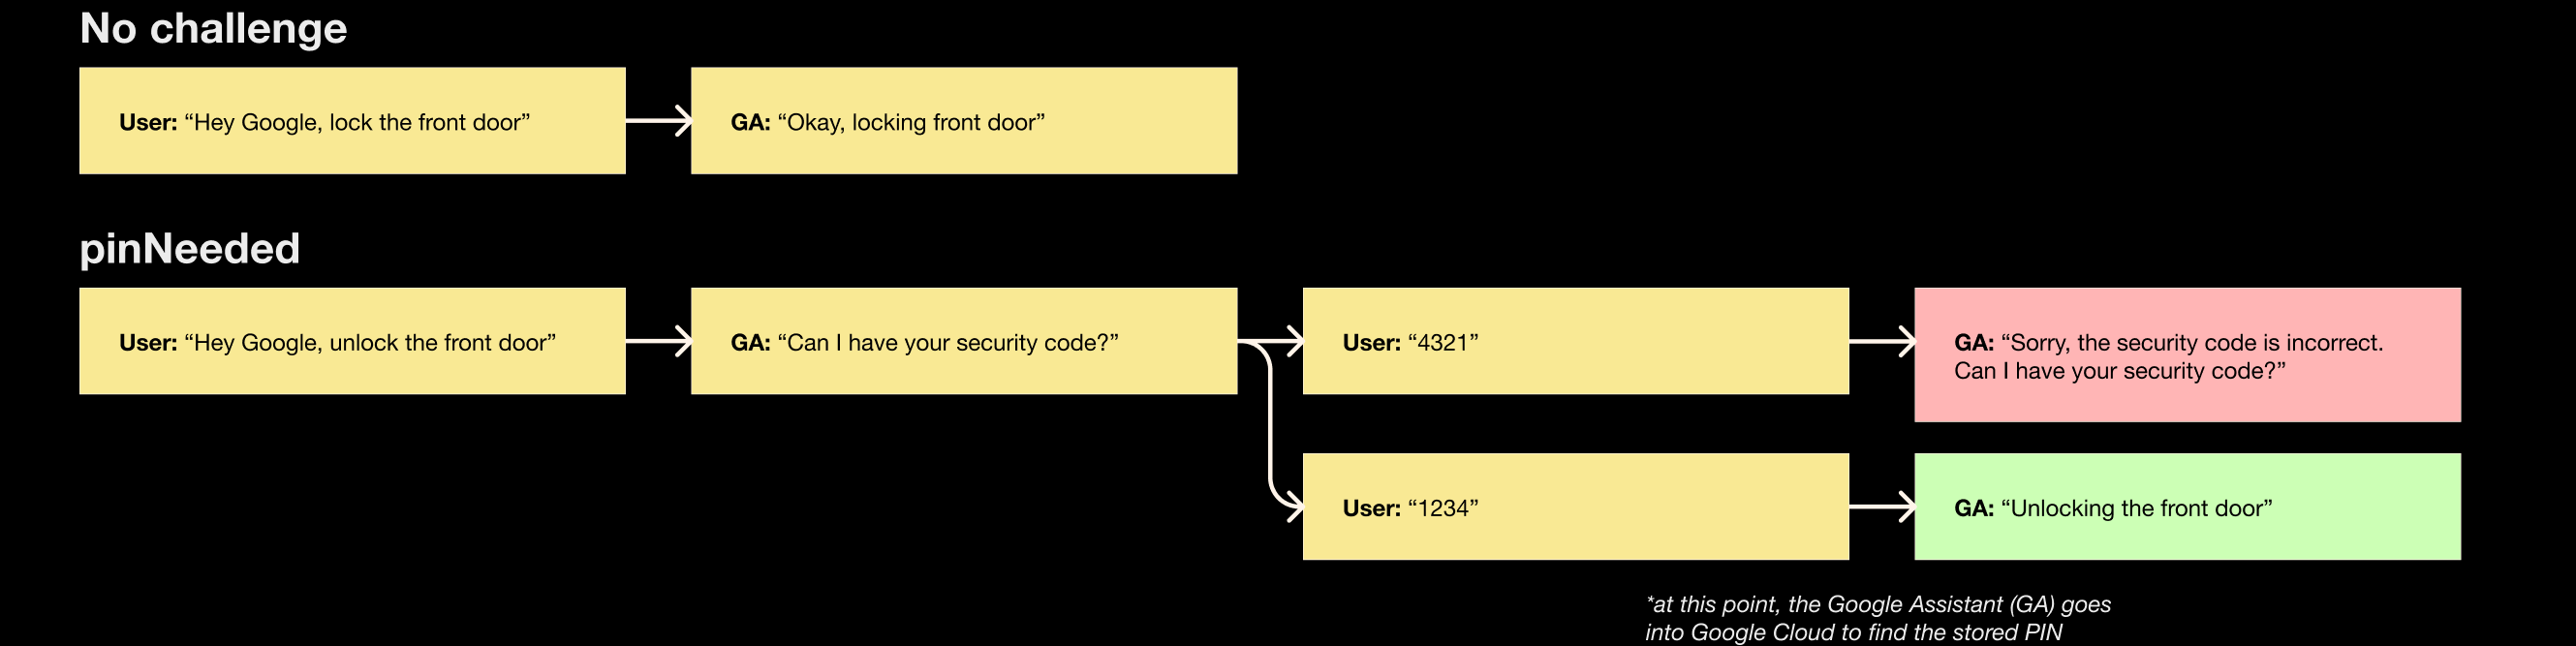 No challenge
User: “Hey Google, lock the front door”
GA: “Okay, locking front door”
pinNeeded
User: “Hey Google, unlock the front door”
GA: “Can I have your security code?”
User: “4321”
GA: “Sorry, the security code is incorrect.
Can I have your security code?”
User: “1234”
GA: “Unlocking the front door”
*at this point, the Google Assistant (GA) goes
into Google Cloud to find the stored PIN